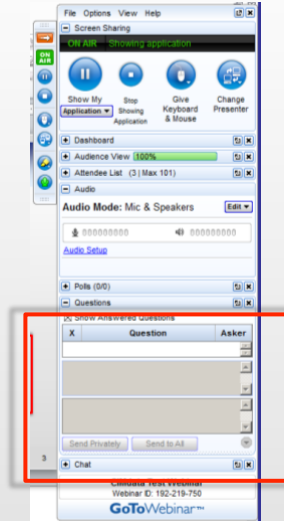 File Options View Help
Screen Sharing
ON AIR Showing application
ON
AIR
Show My
Application
Stop
Showing
Application
Give
Keyboard
& Mouse
Change
Presenter
Dashboard
Audience View 100%
Attendee List (3 | Max 101)
Audio
Audio Mode: Mic & Speakers
Edit
Audio Setup
Polls (0/0)
Questions
Show Answered Questions
X Question Asker
Send Privately Send to All
3
Chat
Test Webinar
Webinar ID: 192-219-750
GoToWebinar™